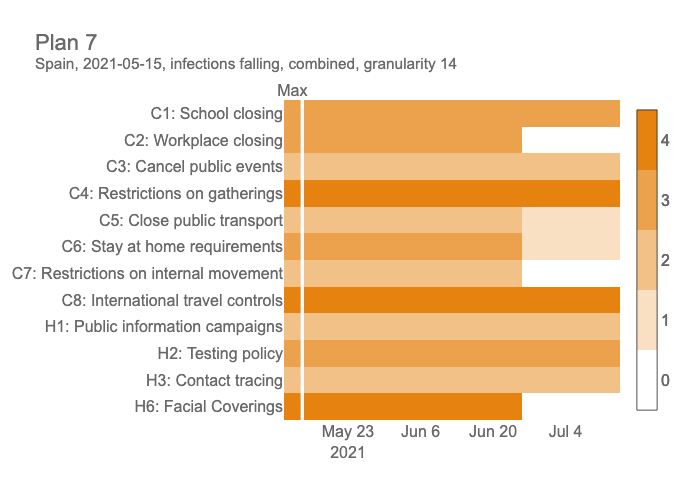 Plan 7
Spain, 2021-05-15, infections falling, combined, granularity 14
Max
C1: School closing
C2: Workplace closing
C3: Cancel public events
C4: Restrictions on gatherings
C5: Close public transport
C6: Stay at home requirements
C7: Restrictions on internal movement
C8: International travel controls
H1: Public information campaigns
H2: Testing policy
H3: Contact tracing
H6: Facial Coverings
4
3
2
1
0
May 23 Jun 6 Jun 20 Jul 4
2021